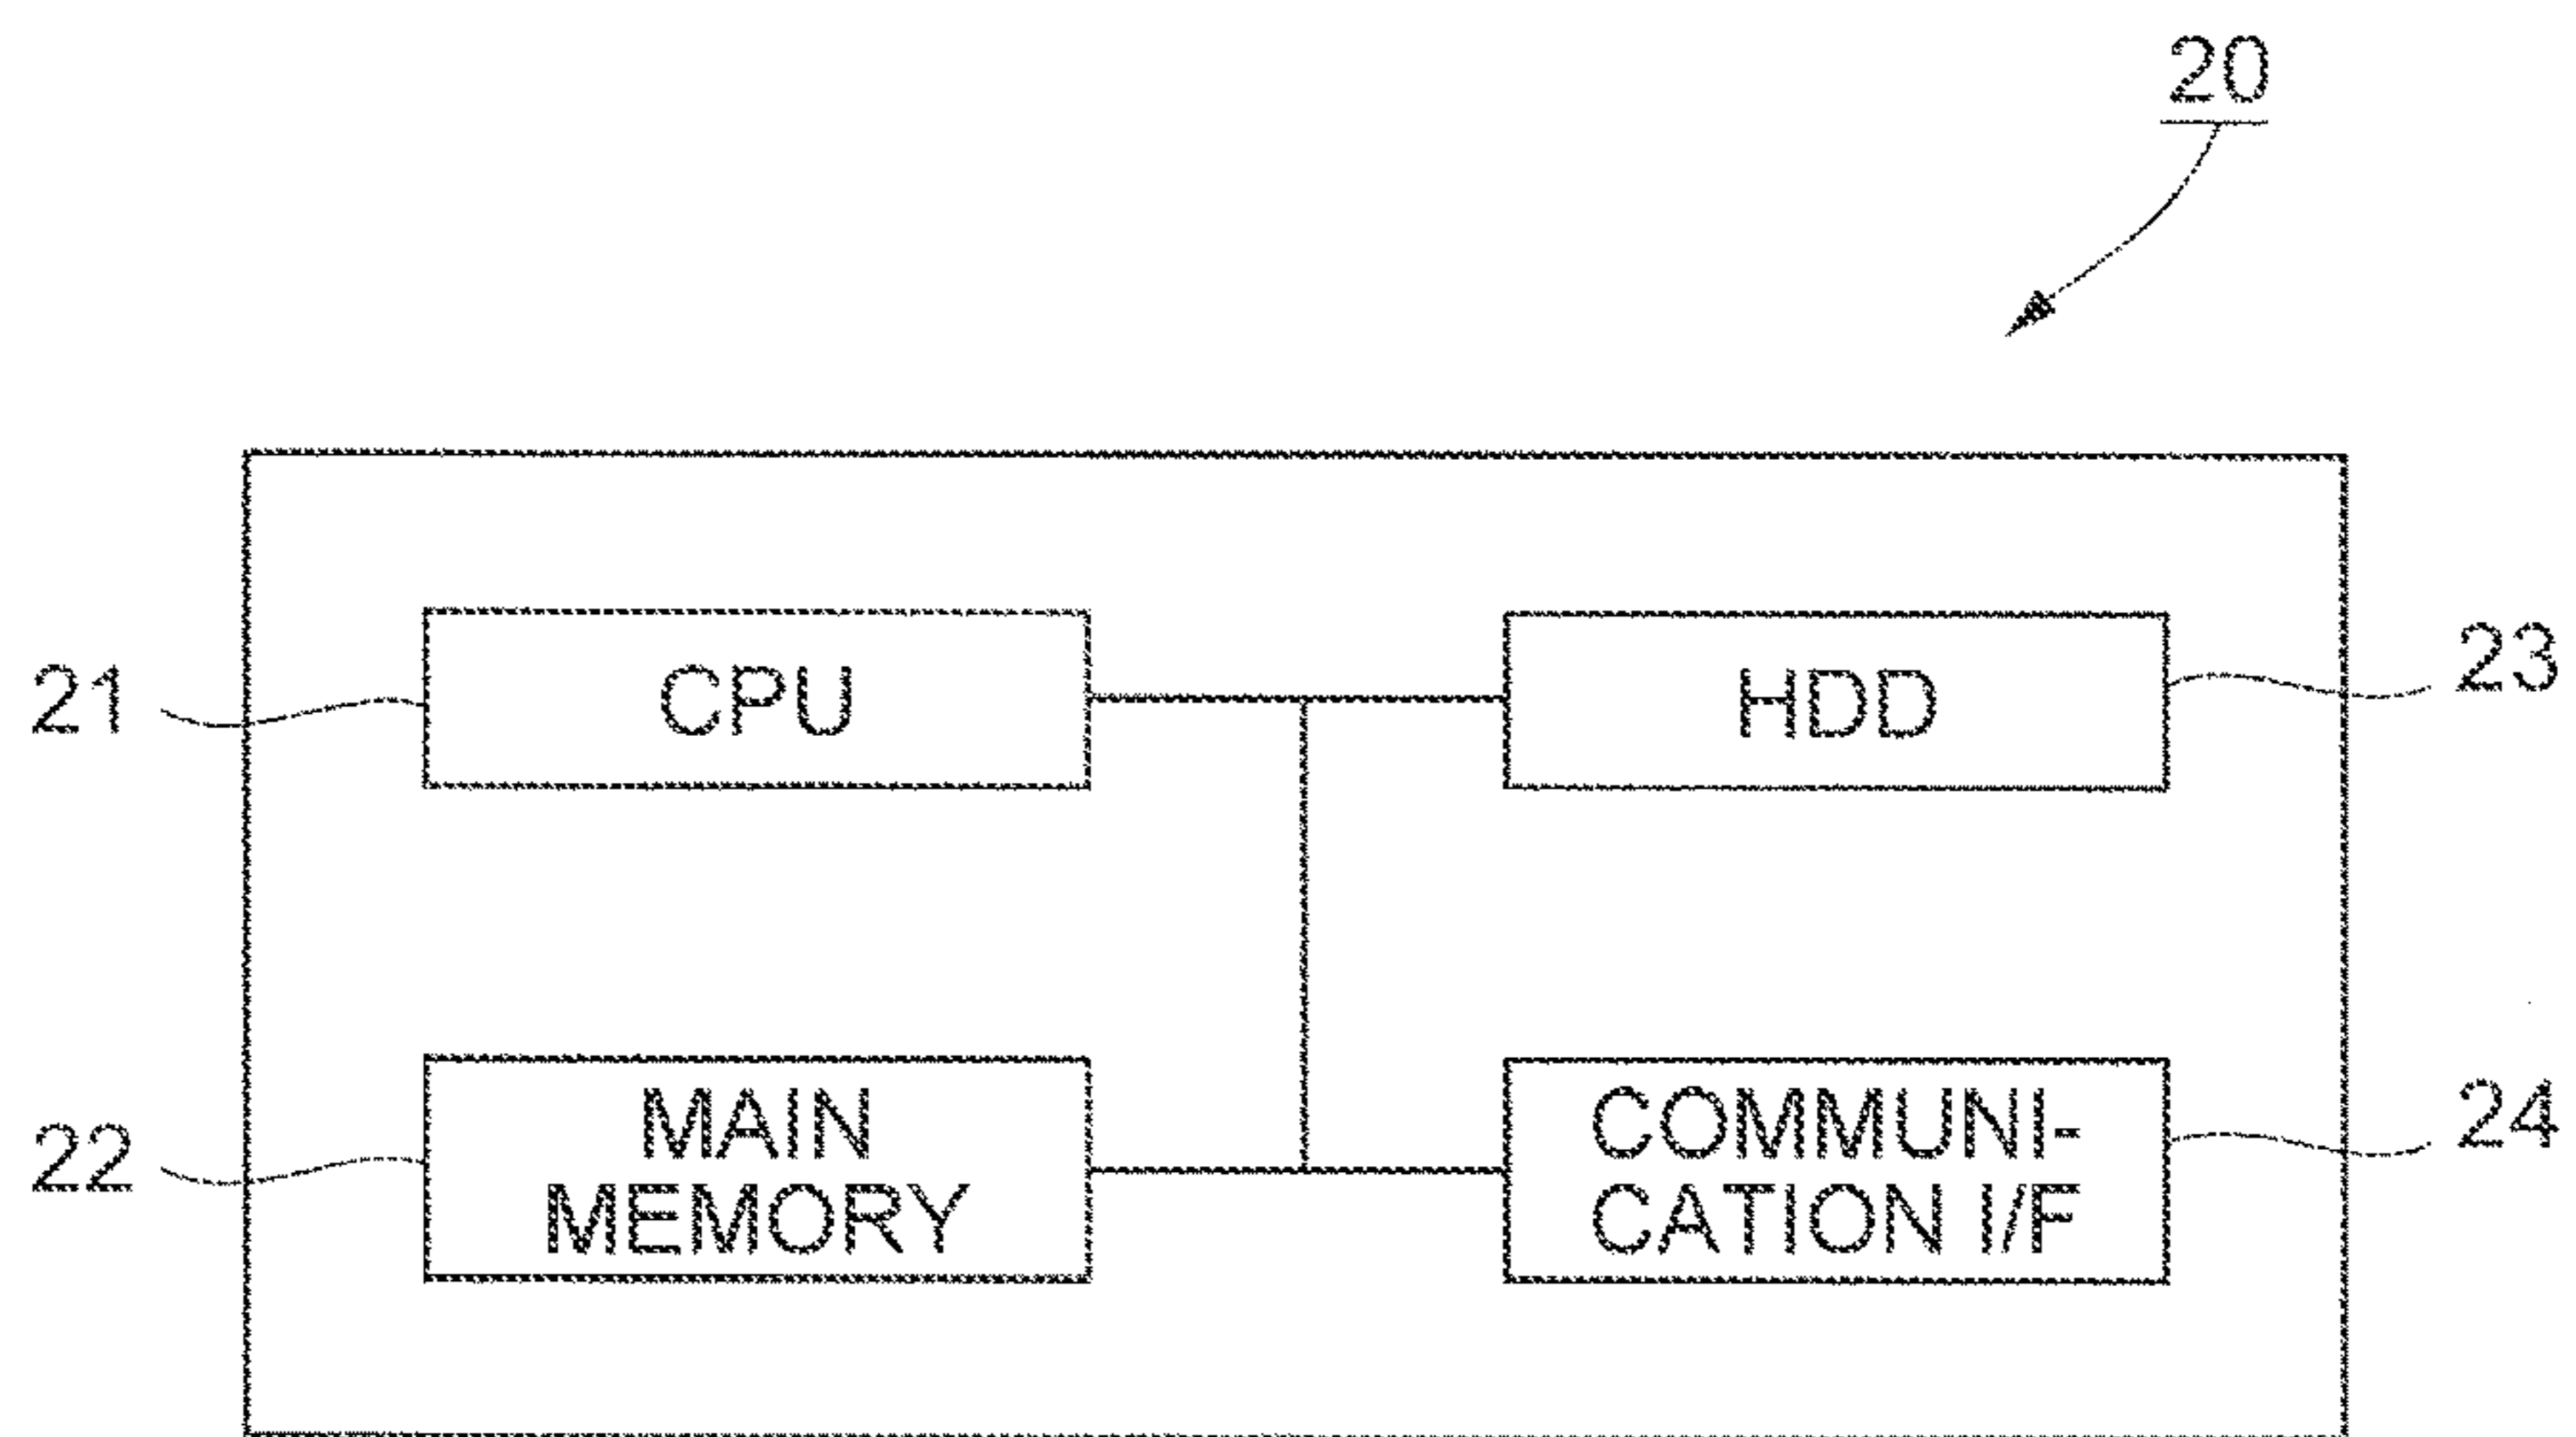 20
21
CPU
HDD
23
22
MAIN
MEMORY
COMMUNI-
CATION I/F
24